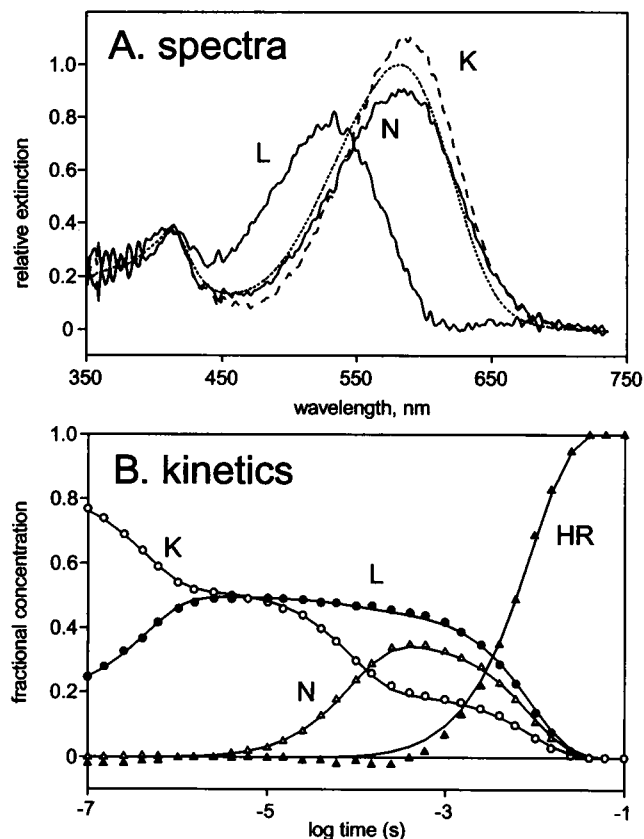 A. spectra
K
L
N
1.0
0.8
0.6
0.4
0.2
0
relative extinction
350
450
550
650
750
wavelength, nm
B. kinetics
K
L
HR
N
1.0
0.8
0.6
0.4
0.2
0
fractional concentration
-7
-5
-3
-1
log time (s)